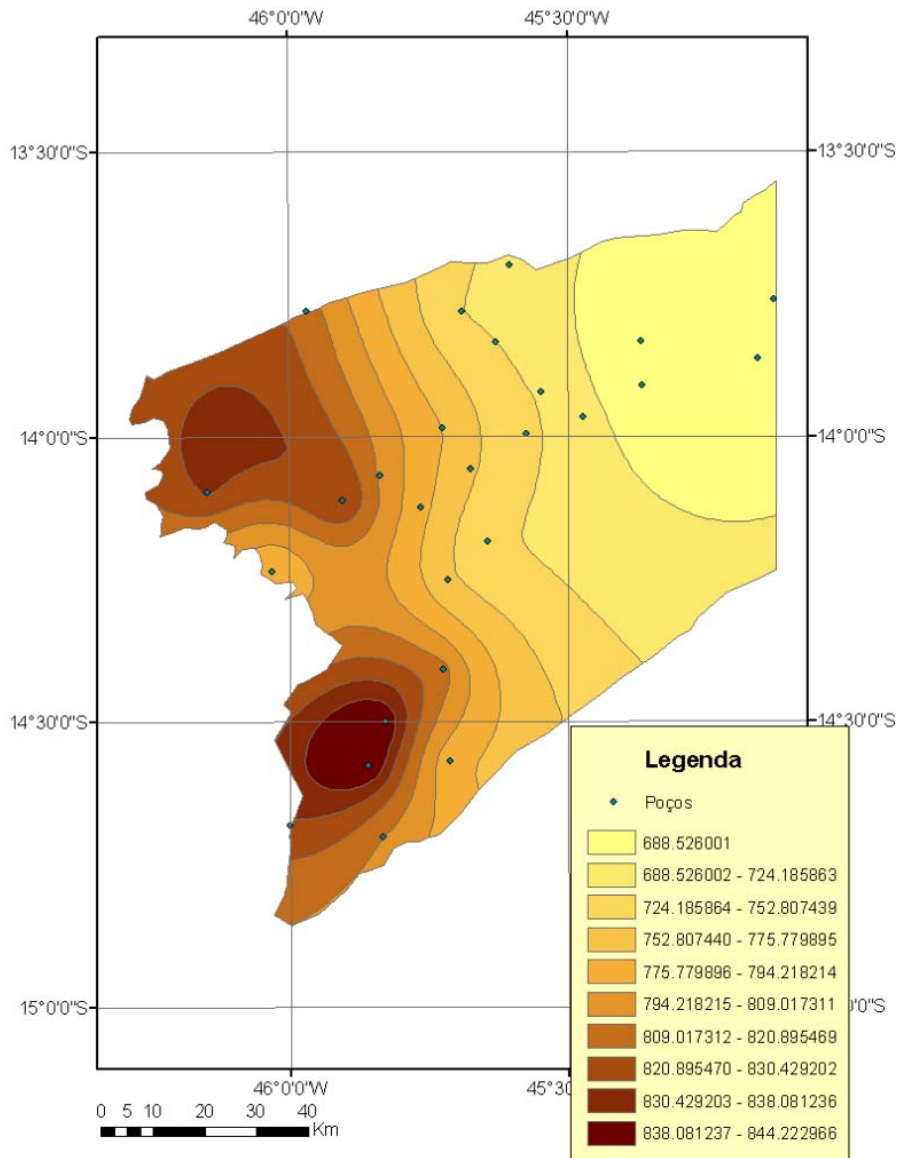 46°0'0"W 45°30'0"W
13°30'0"S 13°30'0"S
14°0'0"S 14°0'0"S
14°30'0"S 14°30'0"S
Legenda
Poços
688.526001
688.526002 - 724.185863
724.185864 - 752.807439
752.807440 - 775.779895
775.779896 - 794.218214
794.218215 - 809.017311
15°0'0"S 0'0"S
809.017312 - 820.895469
820.895470 - 830.429202
830.429203 - 838.081236
838.081237 - 844.222966
46°0'0"W 45°30'
0 5 10 20 30 40
Km